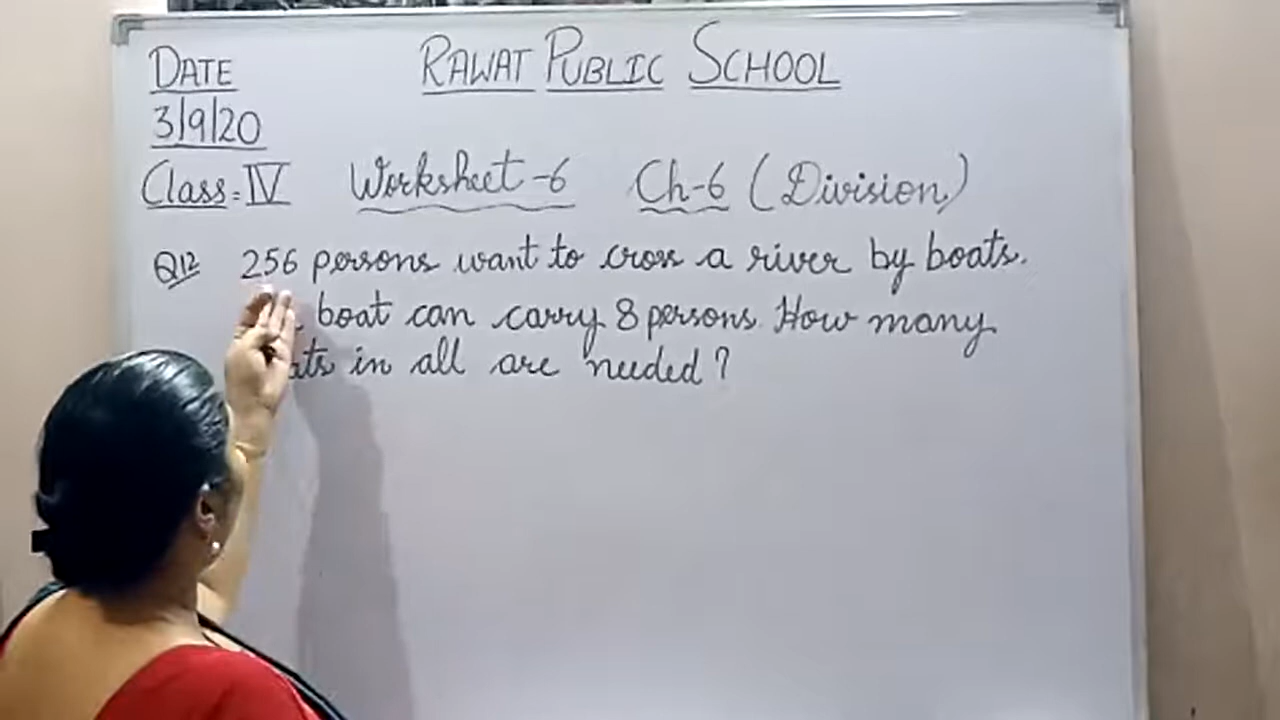 DATE
3/9/20
RAWAT PUBLIC SCHOOL
Class = IV Worksheet - 6 Ch-6 (Division)
Q12 256 persons want to cross a river by boats.
boat can carry 8 persons. How many
in all are needed ?